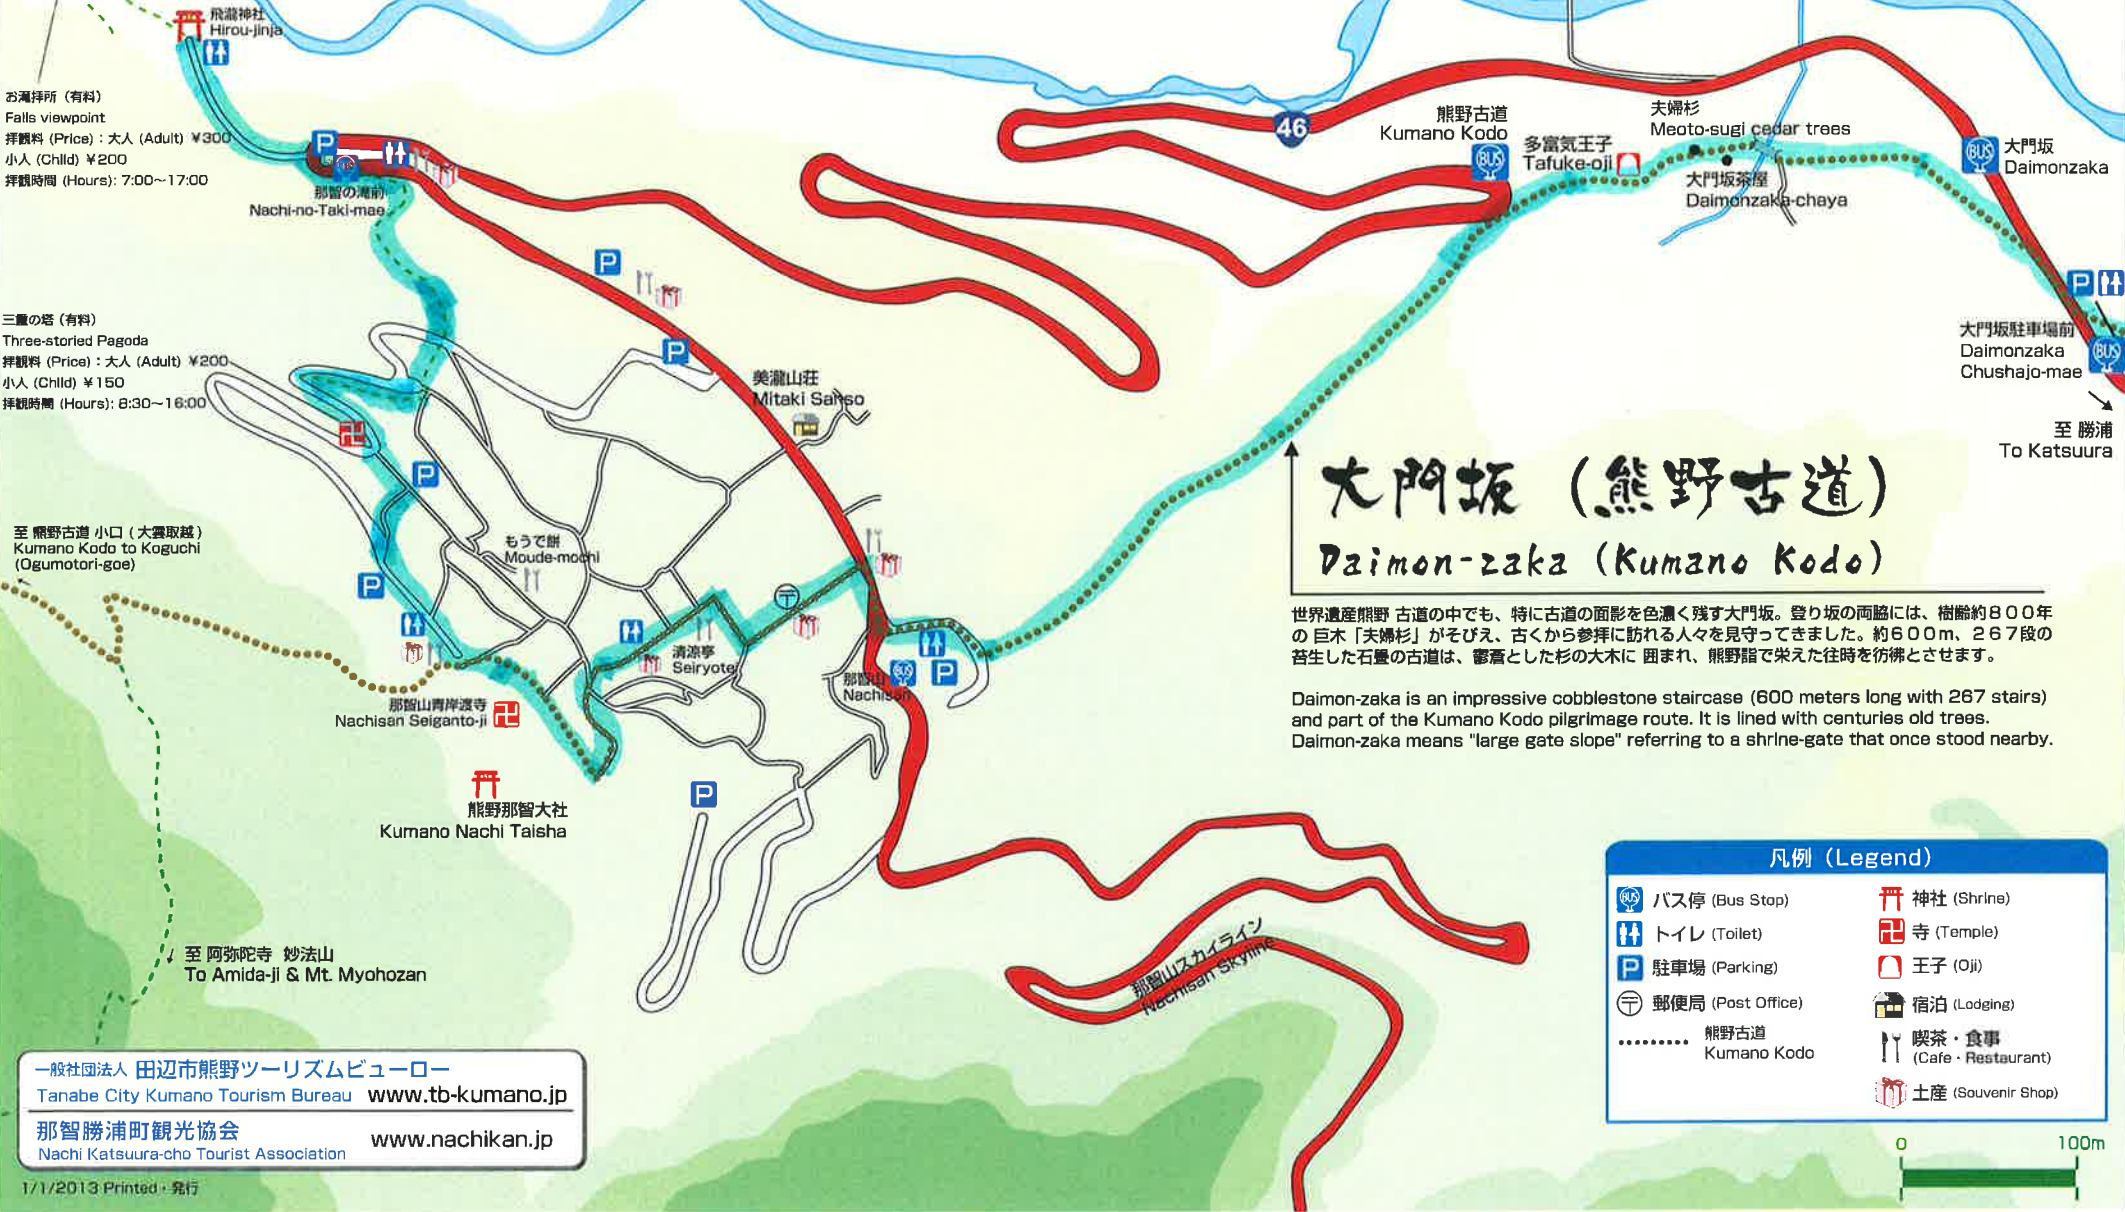 飛瀧神社
Hirou-jinja
お滝拝所（有料）
Falls viewpoint
拝観料 (Price)：大人 (Adult) ¥300
小人 (Child) ¥200
拝観時間 (Hours): 7:00～17:00
P
那智の滝前
Nachi-no-Taki-mae
46
熊野古道
Kumano Kodo
BUS
多富気王子
Tafuke-oji
夫婦杉
Meoto-sugi cedar trees
大門坂茶屋
Daimonzaka-chaya
BUS
大門坂
Daimonzaka
P
P
大門坂駐車場前
Daimonzaka
Chushajo-mae
BUS
至 勝浦
To Katsuura
三重の塔（有料）
Three-storied Pagoda
拝観料 (Price)：大人 (Adult) ¥200
小人 (Child) ¥150
拝観時間 (Hours): 8:30～16:00
P
美瀧山荘
Mitaki Sanso
P
至 熊野古道 小口 ( 大雲取越 )
Kumano Kodo to Koguchi
(Ogumotori-goe)
もうで餅
Moude-mochi
P
〒
清涼亭
Seiryotei
那智山
Nachisan
BUS
P
那智山青岸渡寺
Nachisan Seiganto-ji
熊野那智大社
Kumano Nachi Taisha
P
大門坂（熊野古道）
Daimon-zaka (Kumano Kodo)
世界遺産熊野 古道の中でも、特に古道の面影を色濃く残す大門坂。登り坂の両脇には、樹齢約８００年
の 巨木「夫婦杉」がそびえ、古くから参拝に訪れる人々を見守ってきました。約６００m、２６７段の
苔生した石畳の古道は、鬱蒼とした杉の大木に 囲まれ、熊野詣で栄えた往時を彷彿とさせます。
Daimon-zaka is an impressive cobblestone staircase (600 meters long with 267 stairs)
and part of the Kumano Kodo pilgrimage route. It is lined with centuries old trees.
Daimon-zaka means "large gate slope" referring to a shrine-gate that once stood nearby.
至 阿弥陀寺 妙法山
To Amida-ji & Mt. Myohozan
那智山スカイライン
Nachisan Skyline
凡例（Legend）
BUS バス停 (Bus Stop)
トイレ (Toilet)
P 駐車場 (Parking)
〒 郵便局 (Post Office)
熊野古道
Kumano Kodo
神社 (Shrine)
卍 寺 (Temple)
王子 (Oji)
宿泊 (Lodging)
喫茶・食事
(Cafe・Restaurant)
土産 (Souvenir Shop)
0 100m
一般社団法人 田辺市熊野ツーリズムビューロー
Tanabe City Kumano Tourism Bureau www.tb-kumano.jp
那智勝浦町観光協会
Nachi Katsuura-cho Tourist Association www.nachikan.jp
1/1/2013 Printed・発行